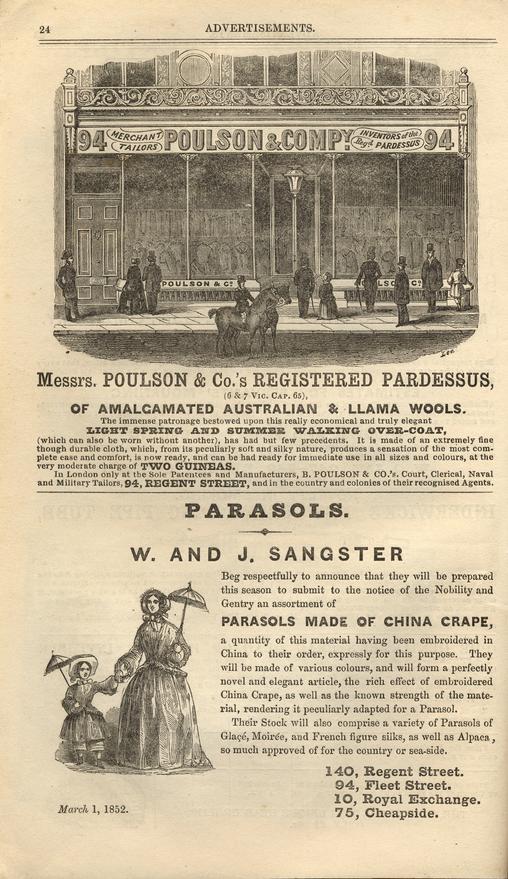 24
ADVERTISEMENTS.
94 MERCHANT TAILORS POULSON & COMPY INVENTORS of the Regd. PARDESSUS 94
POULSON & Co.
LSO Co.
Messrs. POULSON & Co.'s REGISTERED PARDESSUS,
(6 & 7 VIC. CAP. 65),
OF AMALGAMATED AUSTRALIAN & LLAMA WOOLS.
The immense patronage bestowed upon this really economical and truly elegant
LIGHT SPRING AND SUMMER WALKING OVER-COAT,
(which can also be worn without another), has had but few precedents. It is made of an extremely fine
though durable cloth, which, from its peculiarly soft and silky nature, produces a sensation of the most com-
plete ease and comfort, is now ready, and can be had ready for immediate use in all sizes and colours, at the
very moderate charge of TWO GUINEAS.
In London only at the Sole Patentees and Manufacturers, B. POULSON & CO.'s. Court, Clerical, Naval
and Military Tailors, 94, REGENT STREET, and in the country and colonies of their recognised Agents.
PARASOLS.
W. AND J. SANGSTER
Beg respectfully to announce that they will be prepared
this season to submit to the notice of the Nobility and
Gentry an assortment of
PARASOLS MADE OF CHINA CRAPE,
a quantity of this material having been embroidered in
China to their order, expressly for this purpose. They
will be made of various colours, and will form a perfectly
novel and elegant article, the rich effect of embroidered
China Crape, as well as the known strength of the mate-
rial, rendering it peculiarly adapted for a Parasol.
Their Stock will also comprise a variety of Parasols of
Glaçé, Moirée, and French figure silks, as well as Alpaca,
so much approved of for the country or sea-side.
140, Regent Street.
94, Fleet Street.
10, Royal Exchange.
75, Cheapside.
March 1, 1852.